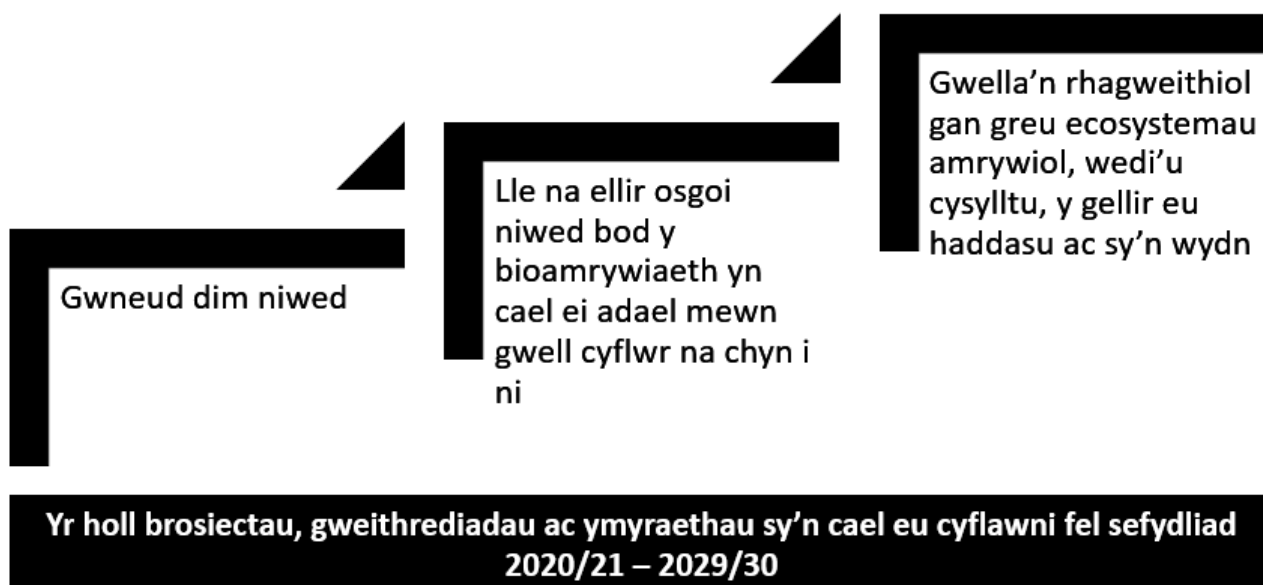 Gwneud dim niwed
Lle na ellir osgoi
niwed bod y
bioamrywiaeth yn
cael ei adael mewn
gwell cyflwr na chyn i
ni
Gwella’n rhagweithiol
gan greu ecosystemau
amrywiol, wedi’u
cysylltu, y gellir eu
haddasu ac sy’n wydn
Yr holl brosiectau, gweithrediadau ac ymyraethau sy’n cael eu cyflawni fel sefydliad
2020/21 – 2029/30